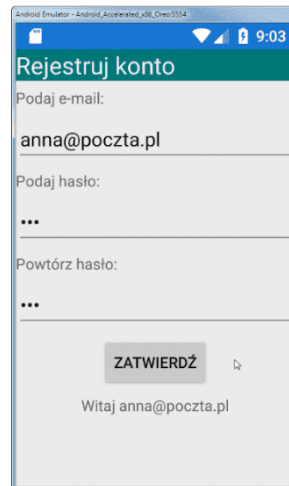 Android Emulator - Android_Accelerated_x86_Oreo:5554
9:03
Rejestruj konto
Podaj e-mail:
anna@poczta.pl
Podaj hasło:
•••
Powtórz hasło:
•••
ZATWIERDŹ
Witaj anna@poczta.pl